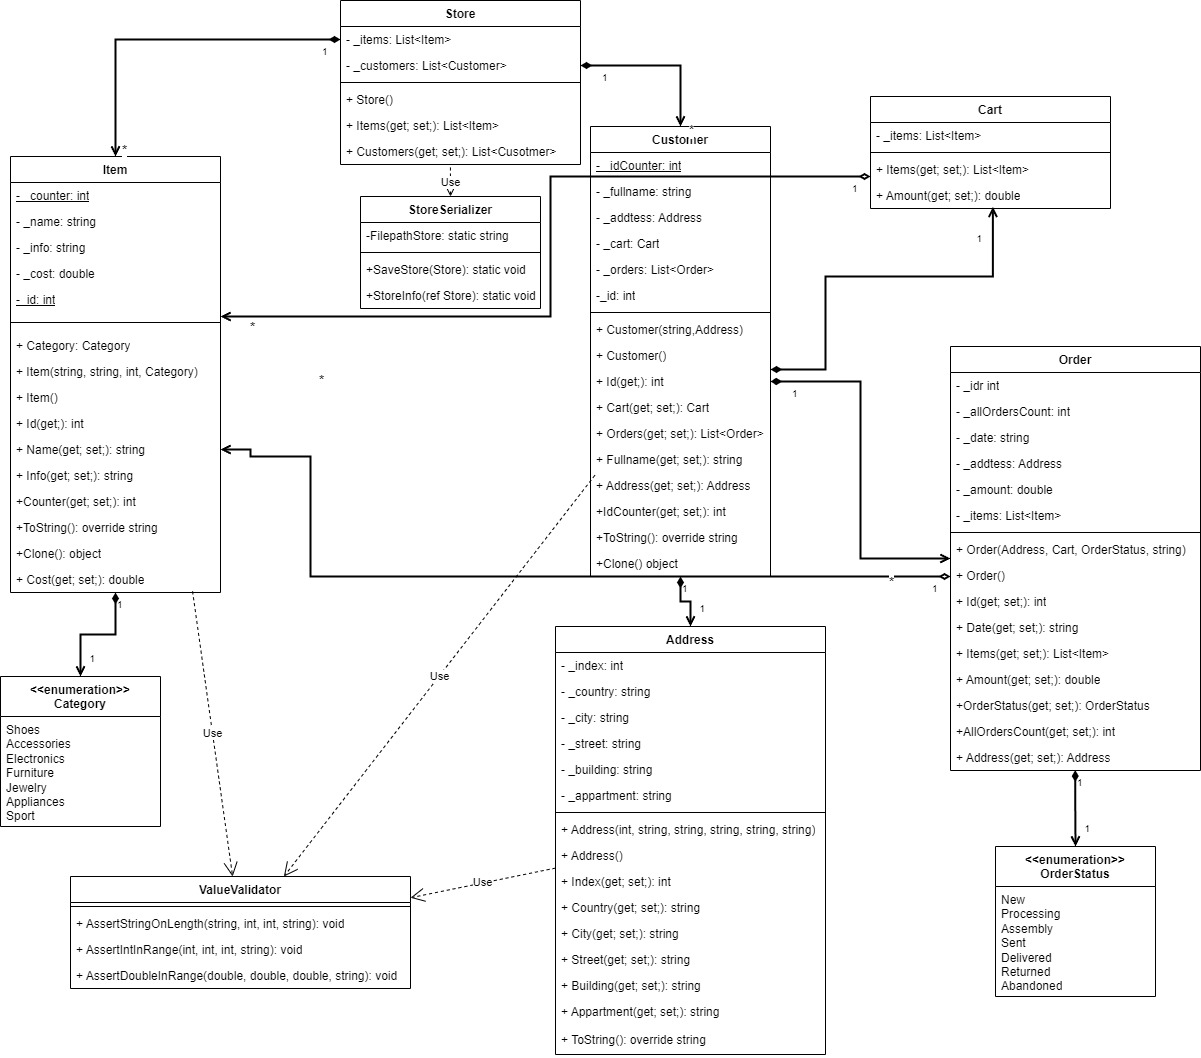 Store
- _items: List<Item>
- _customers: List<Customer>
+ Store()
+ Items(get; set;): List<Item>
+ Customers(get; set;): List<Cusotmer>
1
1
*
*
Use
StoreSerializer
-FilepathStore: static string
+SaveStore(Store): static void
+StoreInfo(ref Store): static void
Item
- _counter: int
- _name: string
- _info: string
- _cost: double
- _id: int
+ Category: Category
+ Item(string, string, int, Category)
+ Item()
+ Id(get;): int
+ Name(get; set;): string
+ Info(get; set;): string
+Counter(get; set;): int
+ToString(): override string
+Clone(): object
+ Cost(get; set;): double
*
*
1
1
Use
<<enumeration>>
Category
Shoes
Accessories
Electronics
Furniture
Jewelry
Appliances
Sport
Customer
- _idCounter: int
- _fullname: string
- _addtess: Address
- _cart: Cart
- _orders: List<Order>
-_id: int
+ Customer(string,Address)
+ Customer()
+ Id(get;): int
+ Cart(get; set;): Cart
+ Orders(get; set;): List<Order>
+ Fullname(get; set;): string
+ Address(get; set;): Address
+IdCounter(get; set;): int
+ToString(): override string
+Clone() object
1
1
1
Use
Cart
- _items: List<Item>
+ Items(get; set;): List<Item>
+ Amount(get; set;): double
1
1
Order
- _idr int
- _allOrdersCount: int
- _date: string
- _addtess: Address
- _amount: double
- _items: List<Item>
+ Order(Address, Cart, OrderStatus, string)
+ Order()
+ Id(get; set;): int
+ Date(get; set;): string
+ Items(get; set;): List<Item>
+ Amount(get; set;): double
+OrderStatus(get; set;): OrderStatus
+AllOrdersCount(get; set;): int
+ Address(get; set;): Address
*
1
1
1
<<enumeration>>
OrderStatus
New
Processing
Assembly
Sent
Delivered
Returned
Abandoned
Address
- _index: int
- _country: string
- _city: string
- _street: string
- _building: string
- _appartment: string
+ Address(int, string, string, string, string, string)
+ Address()
+ Index(get; set;): int
+ Country(get; set;): string
+ City(get; set;): string
+ Street(get; set;): string
+ Building(get; set;): string
+ Appartment(get; set;): string
+ ToString(): override string
Use
ValueValidator
+ AssertStringOnLength(string, int, int, string): void
+ AssertIntInRange(int, int, int, string): void
+ AssertDoubleInRange(double, double, double, string): void